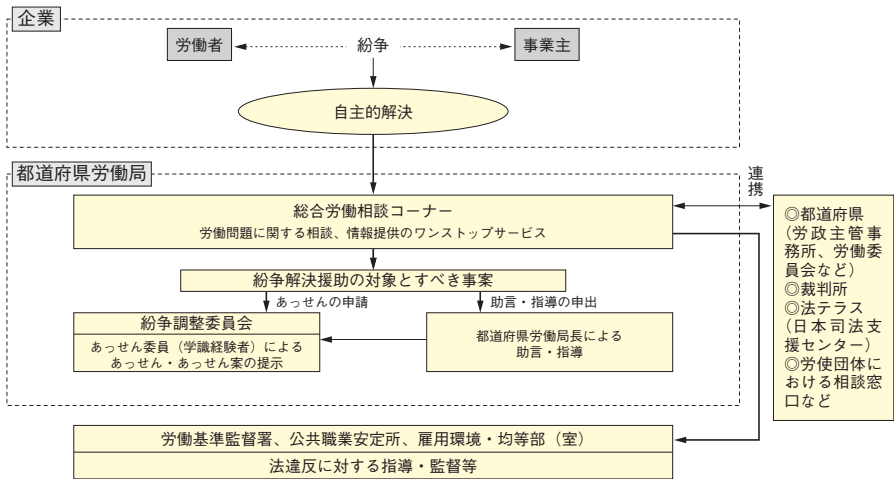 企業
労働者
紛争
事業主
自主的解決
都道府県労働局
連携
総合労働相談コーナー
労働問題に関する相談、情報提供のワンストップサービス
紛争解決援助の対象とすべき事案
あっせんの申請
助言・指導の申出
紛争調整委員会
あっせん委員（学識経験者）による
あっせん・あっせん案の提示
都道府県労働局長による
助言・指導
◎都道府県
（労政主管事
務所、労働委
員会など）
◎裁判所
◎法テラス
（日本司法支
援センター）
◎労使団体に
おける相談窓
口など
労働基準監督署、公共職業安定所、雇用環境・均等部（室）
法違反に対する指導・監督等